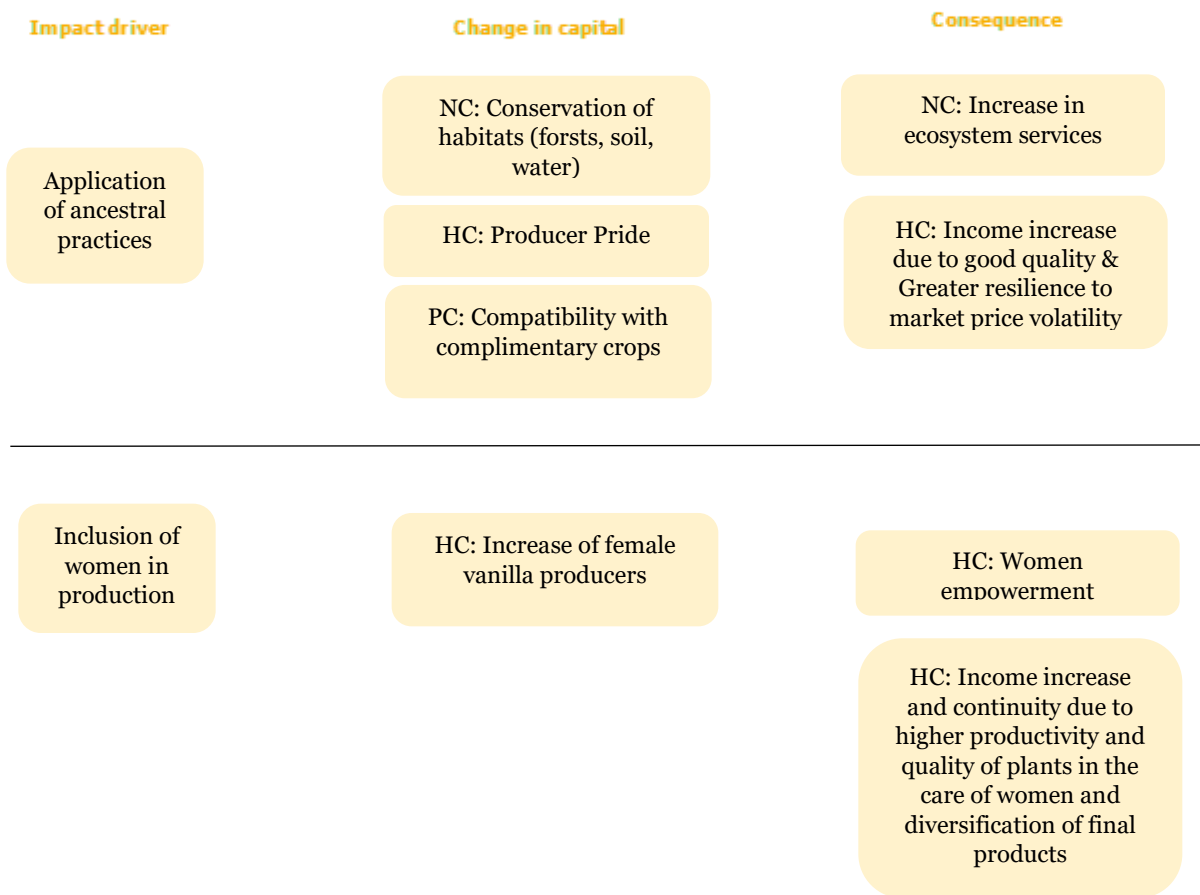 Impact driver
Change in capital
Consequence
Application
of ancestral
practices
NC: Conservation of
habitats (forsts, soil,
water)
HC: Producer Pride
PC: Compatibility with
complimentary crops
NC: Increase in
ecosystem services
HC: Income increase
due to good quality &
Greater resilience to
market price volatility
Inclusion of
women in
production
HC: Increase of female
vanilla producers
HC: Women
empowerment
HC: Income increase
and continuity due to
higher productivity and
quality of plants in the
care of women and
diversification of final
products